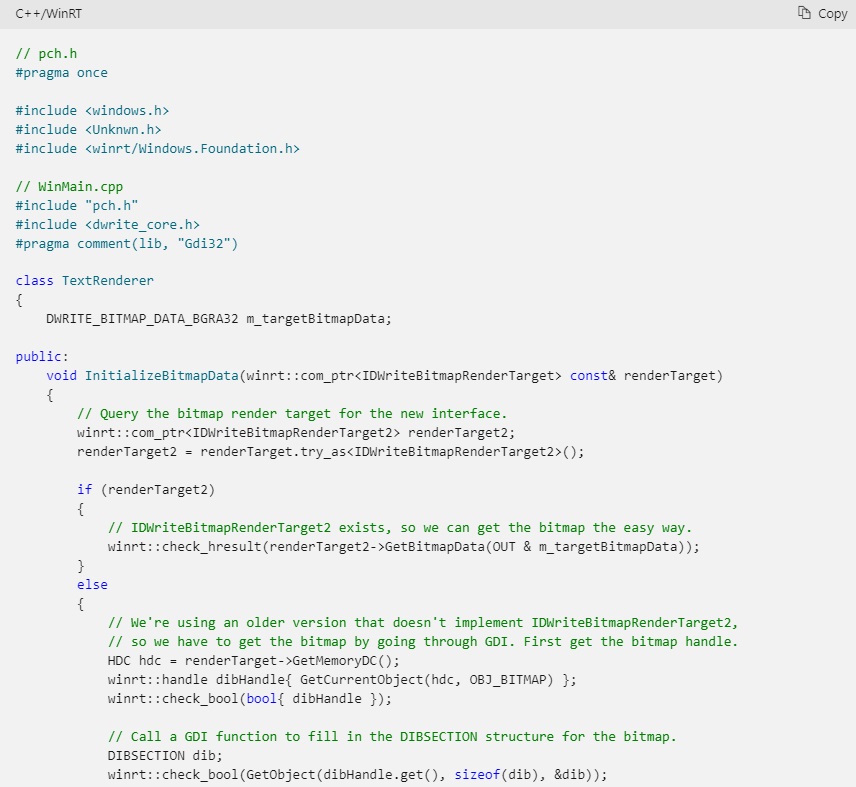 C++/WinRT
Copy
// pch.h
#pragma once
#include <windows.h>
#include <Unknwn.h>
#include <winrt/Windows.Foundation.h>
// WinMain.cpp
#include "pch.h"
#include <dwrite_core.h>
#pragma comment(lib, "Gdi32")
class TextRenderer
{
    DWRITE_BITMAP_DATA_BGRA32 m_targetBitmapData;
public:
    void InitializeBitmapData(winrt::com_ptr<IDWriteBitmapRenderTarget> const& renderTarget)
    {
        // Query the bitmap render target for the new interface.
        winrt::com_ptr<IDWriteBitmapRenderTarget2> renderTarget2;
        renderTarget2 = renderTarget.try_as<IDWriteBitmapRenderTarget2>();
        if (renderTarget2)
        {
            // IDWriteBitmapRenderTarget2 exists, so we can get the bitmap the easy way.
            winrt::check_hresult(renderTarget2->GetBitmapData(OUT & m_targetBitmapData));
        }
        else
        {
            // We're using an older version that doesn't implement IDWriteBitmapRenderTarget2,
            // so we have to get the bitmap by going through GDI. First get the bitmap handle.
            HDC hdc = renderTarget->GetMemoryDC();
            winrt::handle dibHandle{ GetCurrentObject(hdc, OBJ_BITMAP) };
            winrt::check_bool(bool{ dibHandle });
            // Call a GDI function to fill in the DIBSECTION structure for the bitmap.
            DIBSECTION dib;
            winrt::check_bool(GetObject(dibHandle.get(), sizeof(dib), &dib));